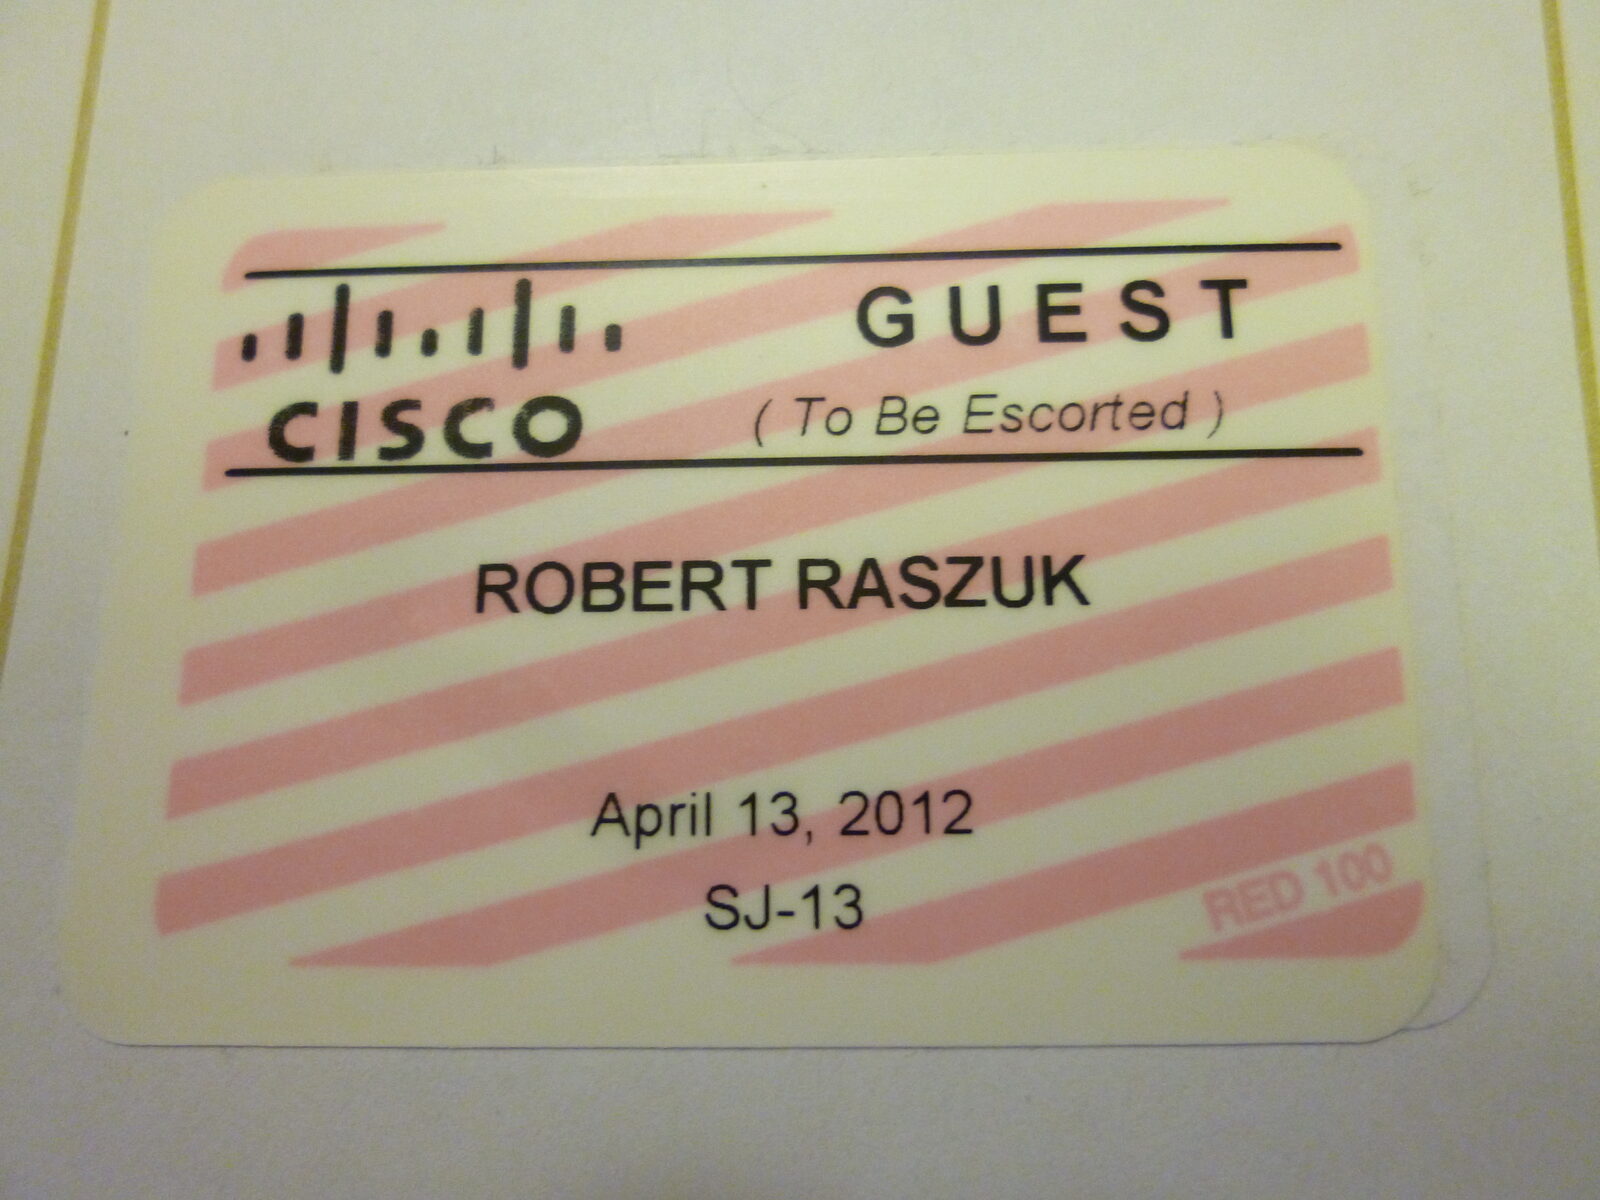 GUEST
CISCO
( To Be Escorted )
ROBERT RASZUK
April 13, 2012
SJ-13
RED 100